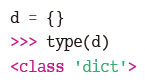 d = {}
>>> type(d)
<class 'dict'>